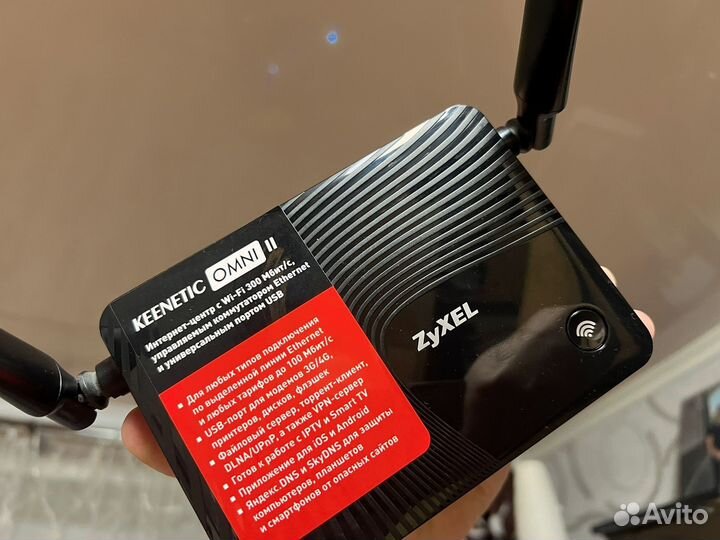 KEENETIC OMNI II
Интернет-центр с Wi-Fi 300 Мбит/с,
управляемым коммутатором Ethernet
и универсальным портом USB
• Для любых типов подключения
по выделенной линии Ethernet
и любых тарифов до 100 Мбит/с
• USB-порт для модемов 3G/4G,
принтеров, дисков, флэшек
• Файловый сервер, торрент-клиент,
DLNA/UPnP, а также VPN-сервер
• Готов к работе с IPTV и Smart TV
• Приложение для iOS и Android
• Яндекс.DNS и SkyDNS для защиты
компьютеров, планшетов
и смартфонов от опасных сайтов
ZyXEL
Avito